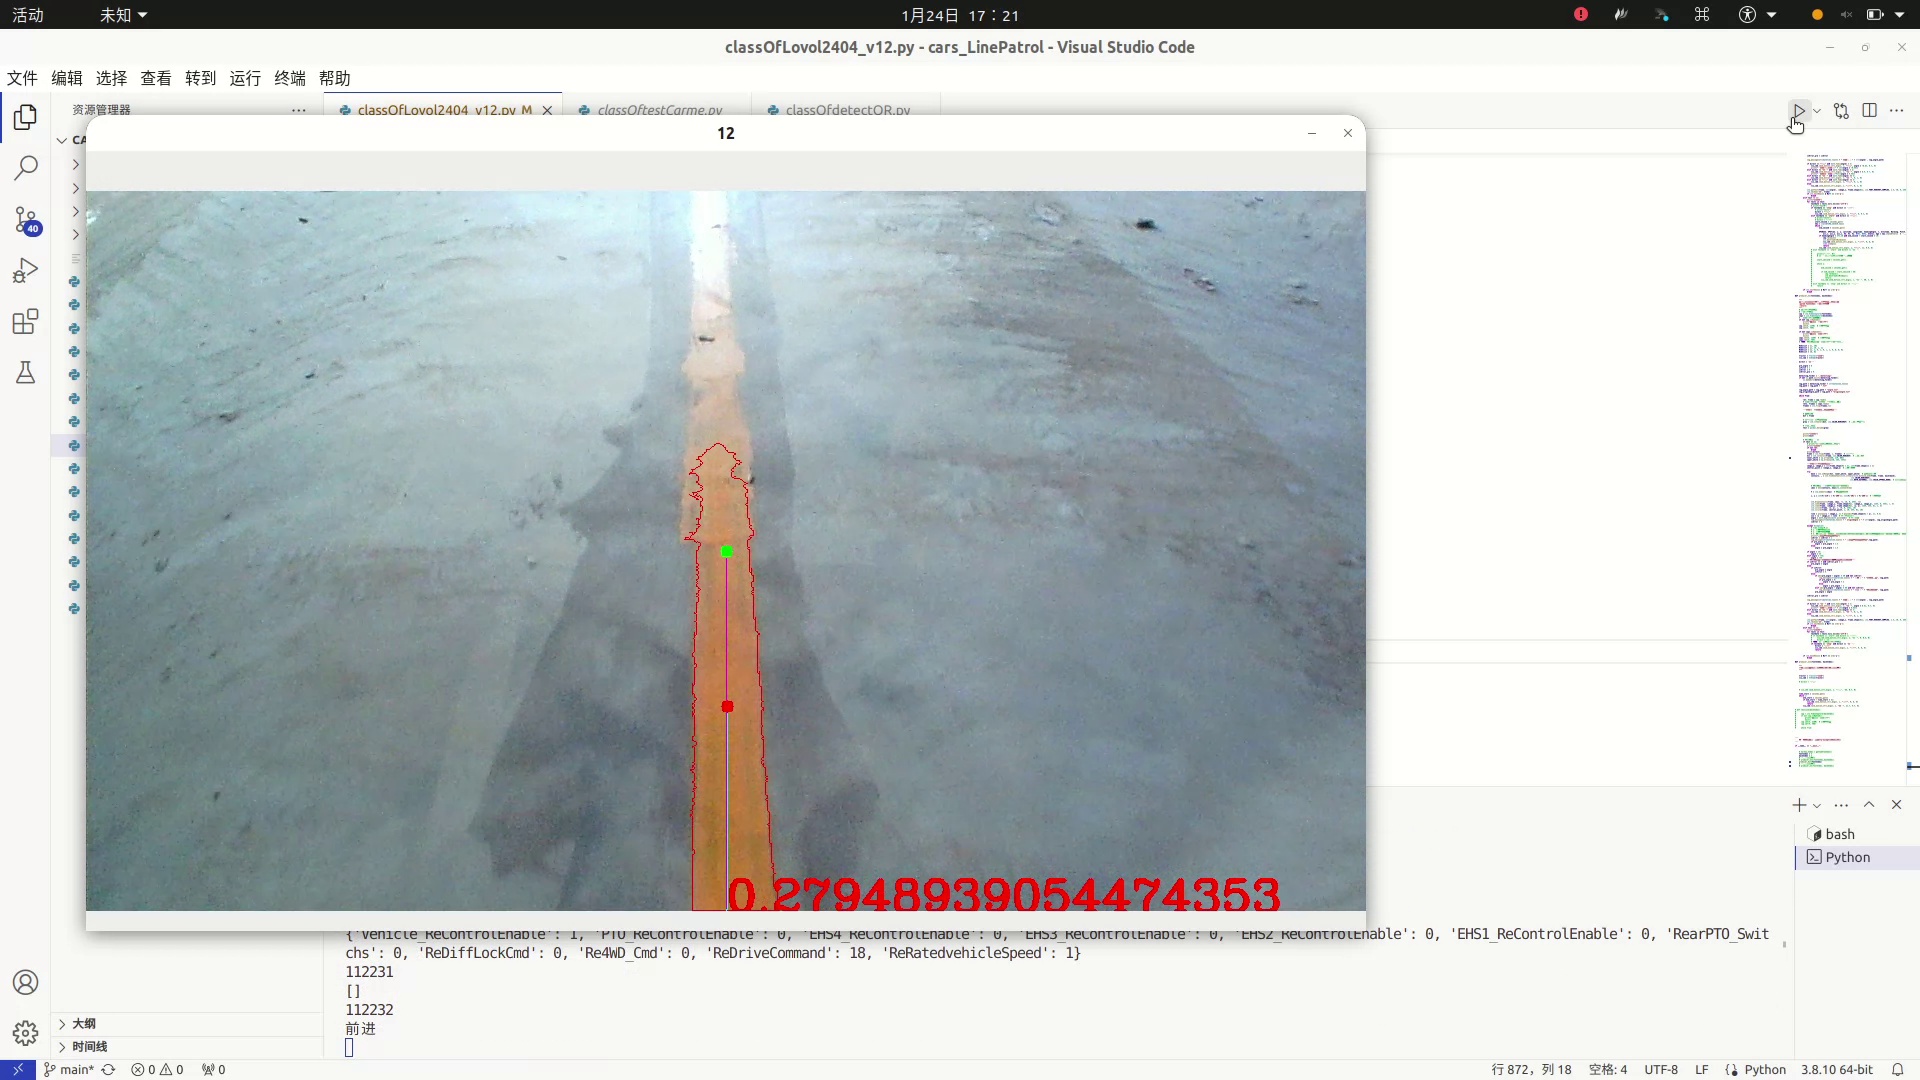 活动
未知
1月24日 17：21
classOfLovol2404_v12.py - cars_LinePatrol - Visual Studio Code
文件 编辑 选择 查看 转到 运行 终端 帮助
资源管理器
classOfLovol2404_v12.py M
classOftestCarme.py
classOfdetectQR.py
CA
12
40
0.279489390544743​53
bash
Python
{'Vehicle_ReControlEnable': 1, 'PTO_ReControlEnable': 0, 'EHS4_ReControlEnable': 0, 'EHS3_ReControlEnable': 0, 'EHS2_ReControlEnable': 0, 'EHS1_ReControlEnable': 0, 'RearPTO_Swit
chs': 0, 'ReDiffLockCmd': 0, 'Re4WD_Cmd': 0, 'ReDriveCommand': 18, 'ReRatedvehicleSpeed': 1}
112231
[]
112232
前进
大纲
时间线
main* 0 0 0
行 872，列 18 空格: 4 UTF-8 LF Python 3.8.10 64-bit